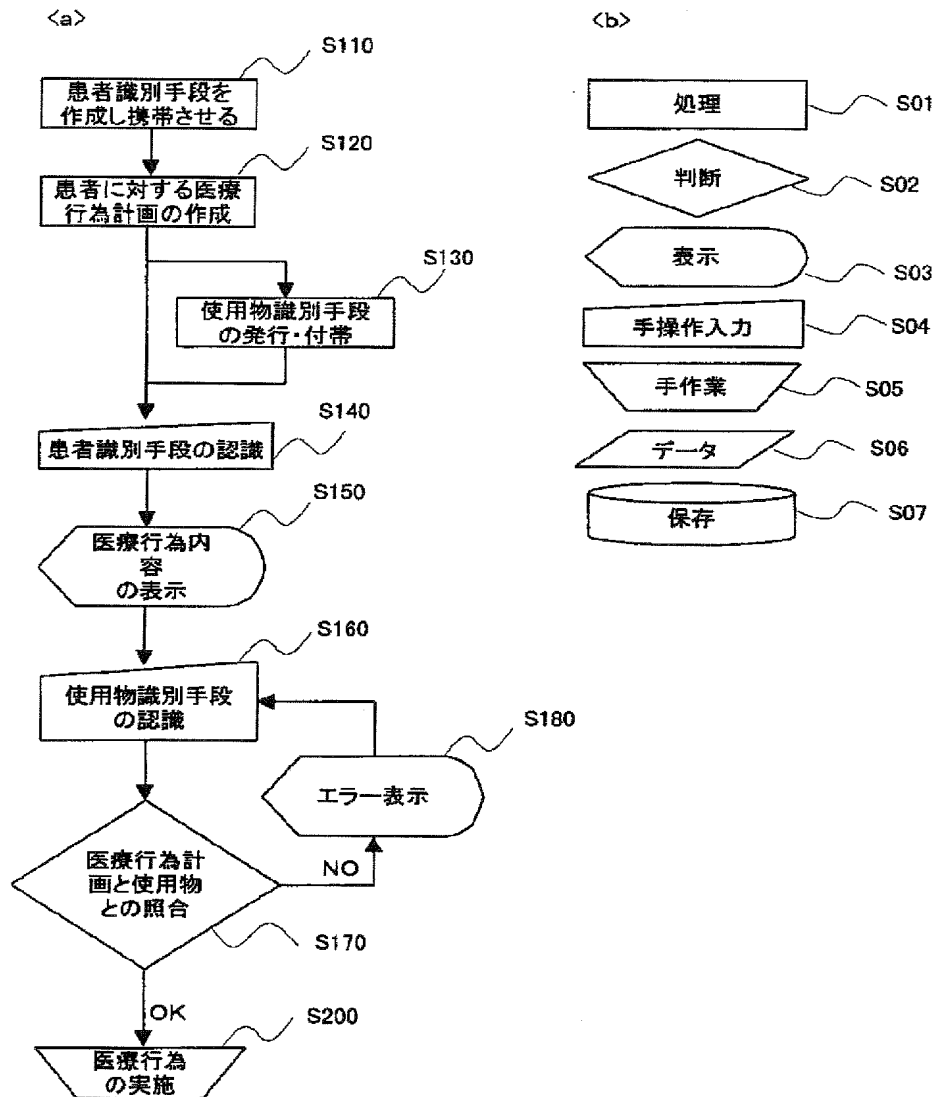 <a>
S110
患者識別手段を
作成し携帯させる
S120
患者に対する医療
行為計画の作成
S130
使用物識別手段
の発行・付帯
S140
患者識別手段の認識
S150
医療行為内
容
の表示
S160
使用物識別手段
の認識
S180
エラー表示
医療行為計
画と使用物
との照合
NO
S170
OK
S200
医療行為
の実施
<b>
処理
S01
判断
S02
表示
S03
手操作入力
S04
手作業
S05
データ
S06
保存
S07